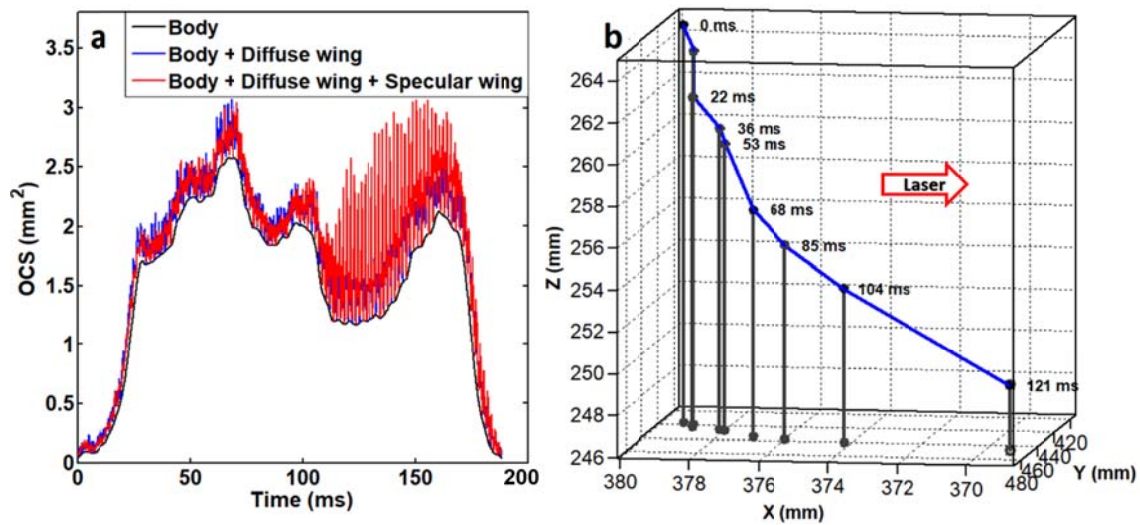 a
Body
Body + Diffuse wing
Body + Diffuse wing + Specular wing
3.5
3
2.5
2
1.5
1
0.5
0
OCS (mm²)
0 50 100 150 200
Time (ms)
b
0 ms
22 ms
36 ms
53 ms
68 ms
85 ms
104 ms
121 ms
Laser
264
262
260
258
256
254
252
250
248
246
Z (mm)
380 378 376 374 372 370 480
460
440
420
X (mm)
Y (mm)